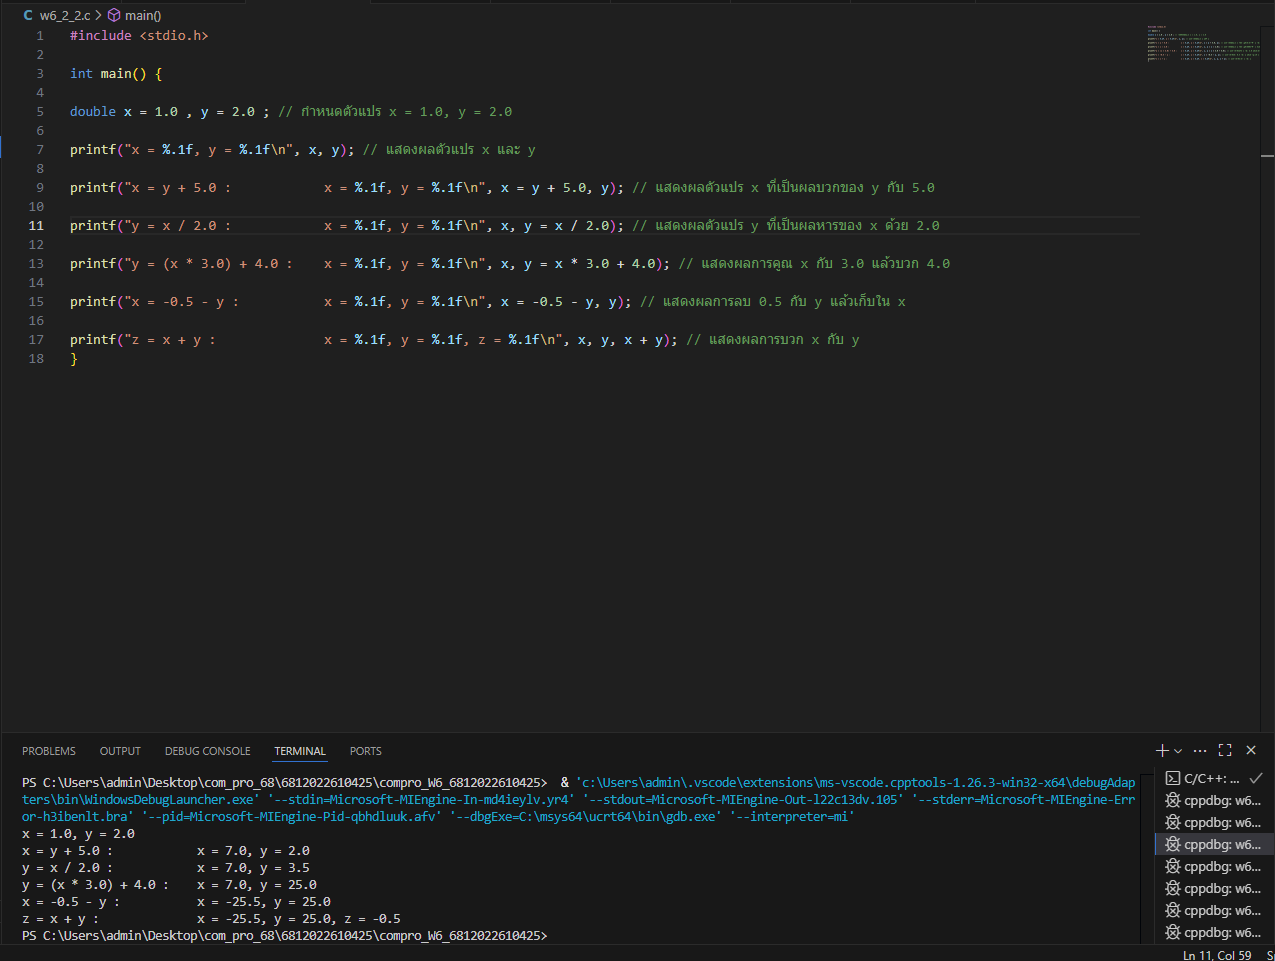 C w6_2_2.c > main()
1 #include <stdio.h>
2
3 int main() {
4
5 double x = 1.0 , y = 2.0 ; // กำหนดตัวแปร x = 1.0, y = 2.0
6
7 printf("x = %.1f, y = %.1f\n", x, y); // แสดงผลตัวแปร x และ y
8
9 printf("x = y + 5.0 :            x = %.1f, y = %.1f\n", x = y + 5.0, y); // แสดงผลตัวแปร x ที่เป็นผลบวกของ y กับ 5.0
10
11 printf("y = x / 2.0 :            x = %.1f, y = %.1f\n", x, y = x / 2.0); // แสดงผลตัวแปร y ที่เป็นผลหารของ x ด้วย 2.0
12
13 printf("y = (x * 3.0) + 4.0 :    x = %.1f, y = %.1f\n", x, y = x * 3.0 + 4.0); // แสดงผลการคูณ x กับ 3.0 แล้วบวก 4.0
14
15 printf("x = -0.5 - y :           x = %.1f, y = %.1f\n", x = -0.5 - y, y); // แสดงผลการลบ 0.5 กับ y แล้วเก็บใน x
16
17 printf("z = x + y :              x = %.1f, y = %.1f, z = %.1f\n", x, y, x + y); // แสดงผลการบวก x กับ y
18 }
PROBLEMS OUTPUT DEBUG CONSOLE TERMINAL PORTS
PS C:\Users\admin\Desktop\com_pro_68\6812022610425\compro_W6_6812022610425>  & 'c:\Users\admin\.vscode\extensions\ms-vscode.cpptools-1.26.3-win32-x64\debugAdap
ters\bin\WindowsDebugLauncher.exe' '--stdin=Microsoft-MIEngine-In-md4ieylv.yr4' '--stdout=Microsoft-MIEngine-Out-l22c13dv.105' '--stderr=Microsoft-MIEngine-Err
or-h3ibenlt.bra' '--pid=Microsoft-MIEngine-Pid-qbhdluuk.afv' '--dbgExe=C:\msys64\ucrt64\bin\gdb.exe' '--interpreter=mi'
x = 1.0, y = 2.0
x = y + 5.0 :            x = 7.0, y = 2.0
y = x / 2.0 :            x = 7.0, y = 3.5
y = (x * 3.0) + 4.0 :    x = 7.0, y = 25.0
x = -0.5 - y :           x = -25.5, y = 25.0
z = x + y :              x = -25.5, y = 25.0, z = -0.5
PS C:\Users\admin\Desktop\com_pro_68\6812022610425\compro_W6_6812022610425>
C/C++: ...
cppdbg: w6...
cppdbg: w6...
cppdbg: w6...
cppdbg: w6...
cppdbg: w6...
cppdbg: w6...
cppdbg: w6...
Ln 11, Col 59 S